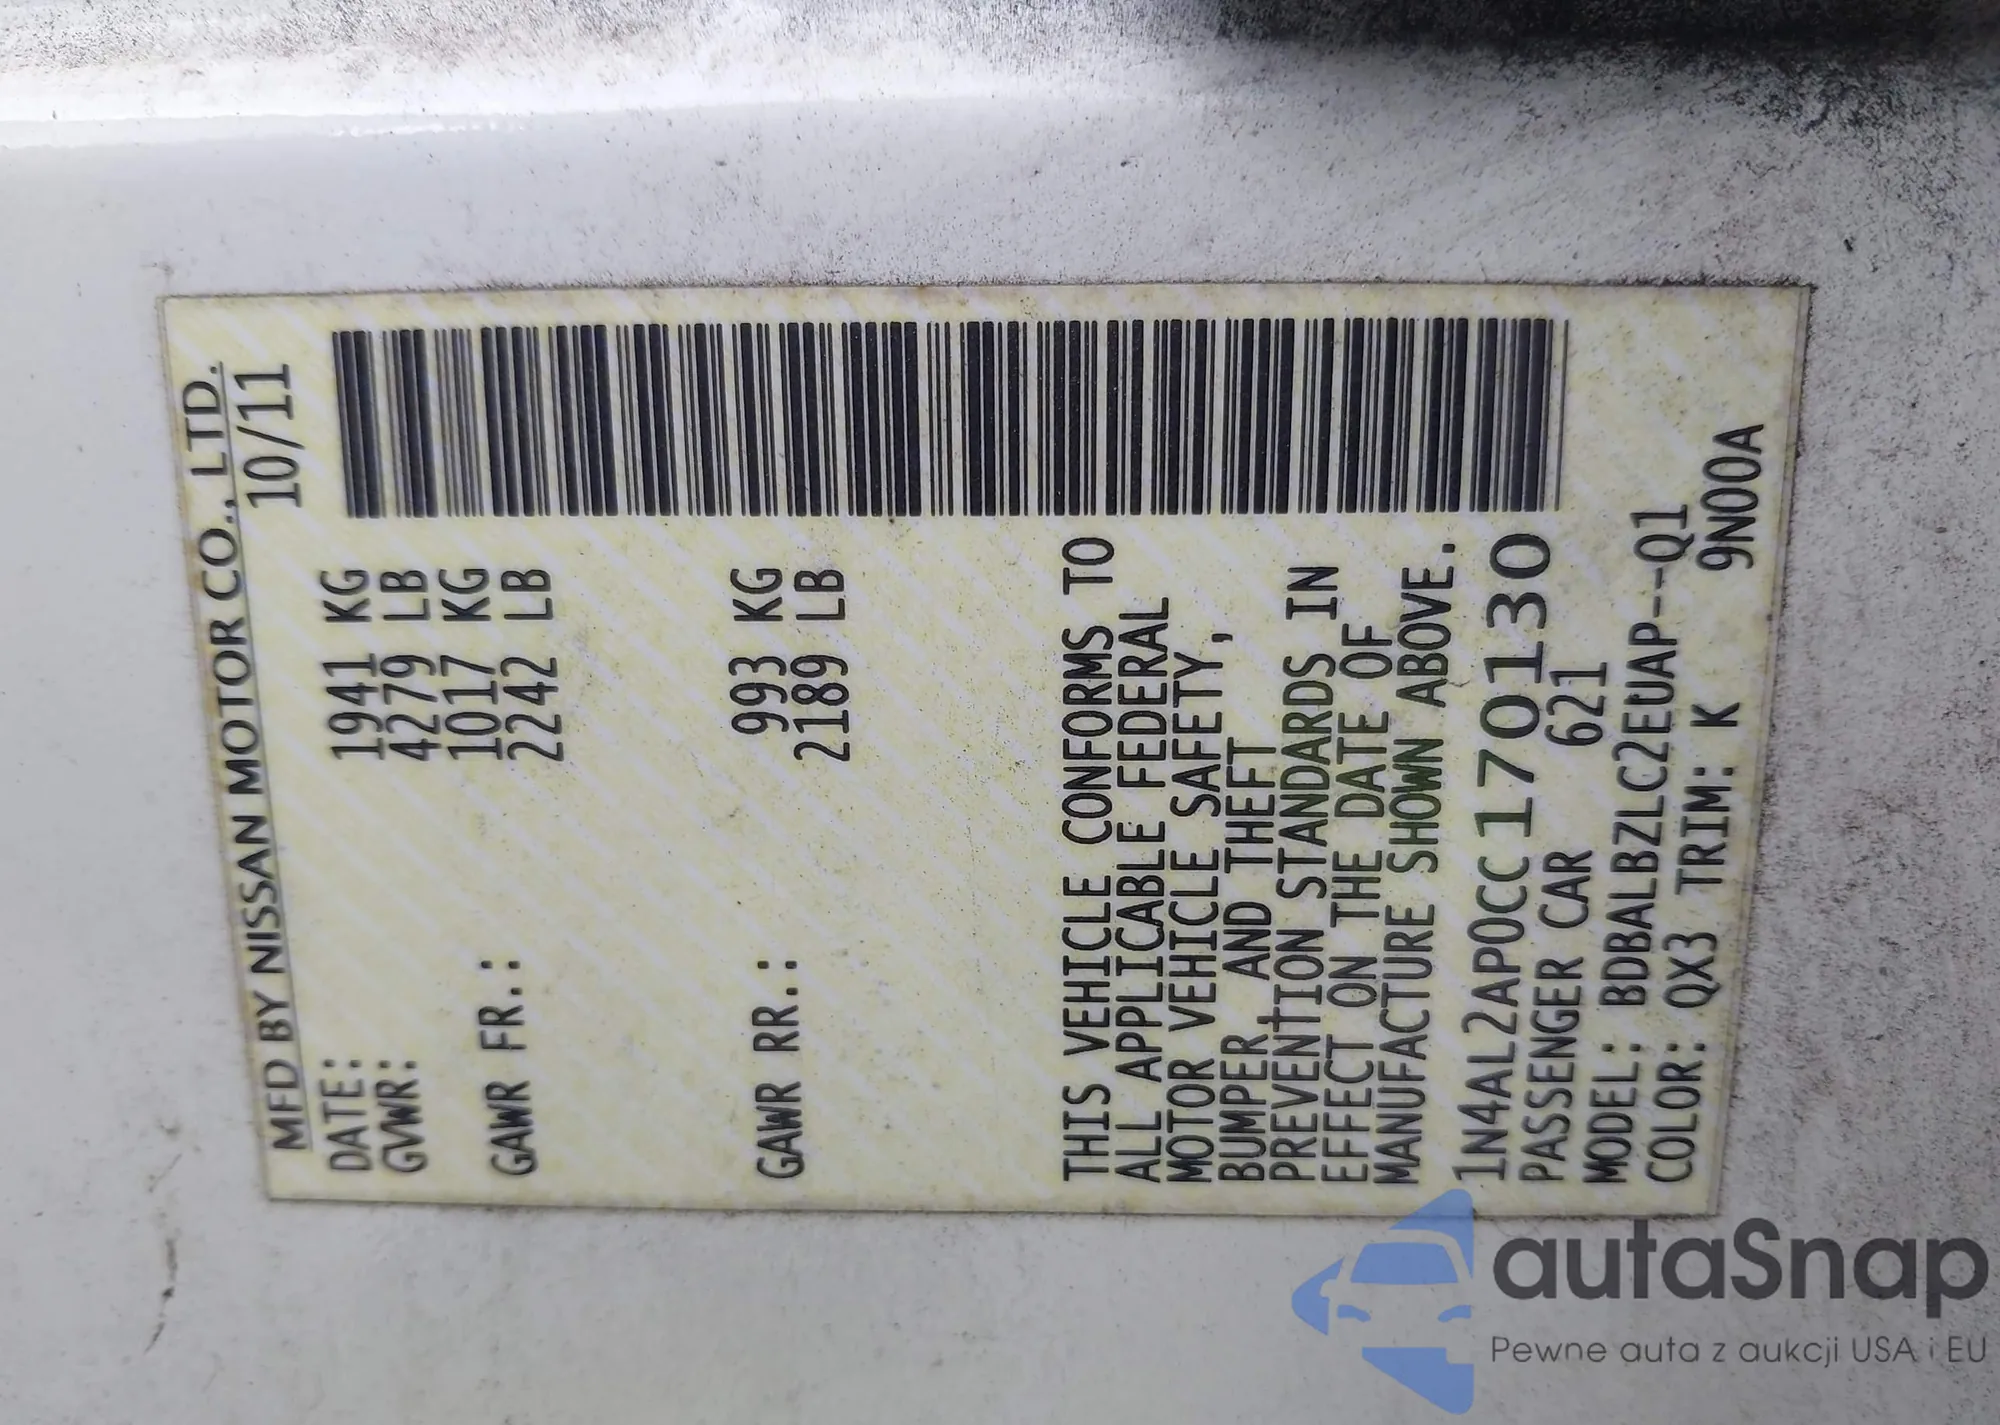 MFD BY NISSAN MOTOR CO., LTD.
DATE: 10/11
GVWR: 1941 KG
4279 LB
GAWR FR.: 1017 KG
2242 LB
GAWR RR.: 993 KG
2189 LB
THIS VEHICLE CONFORMS TO
ALL APPLICABLE FEDERAL
MOTOR VEHICLE SAFETY,
BUMPER, AND THEFT
PREVENTION STANDARDS IN
EFFECT ON THE DATE OF
MANUFACTURE SHOWN ABOVE.
1N4AL2AP0CC170130
PASSENGER CAR 621
MODEL: BDBALBZLC2EUAP--Q1
COLOR: QX3 TRIM: K 9N00A
autaSnap
Pewne auta z aukcji USA i EU